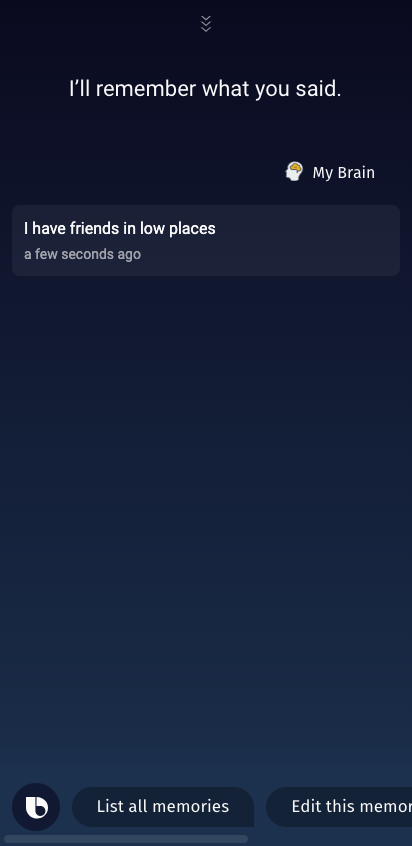 I’ll remember what you said.
My Brain
I have friends in low places
a few seconds ago
List all memories
Edit this memor